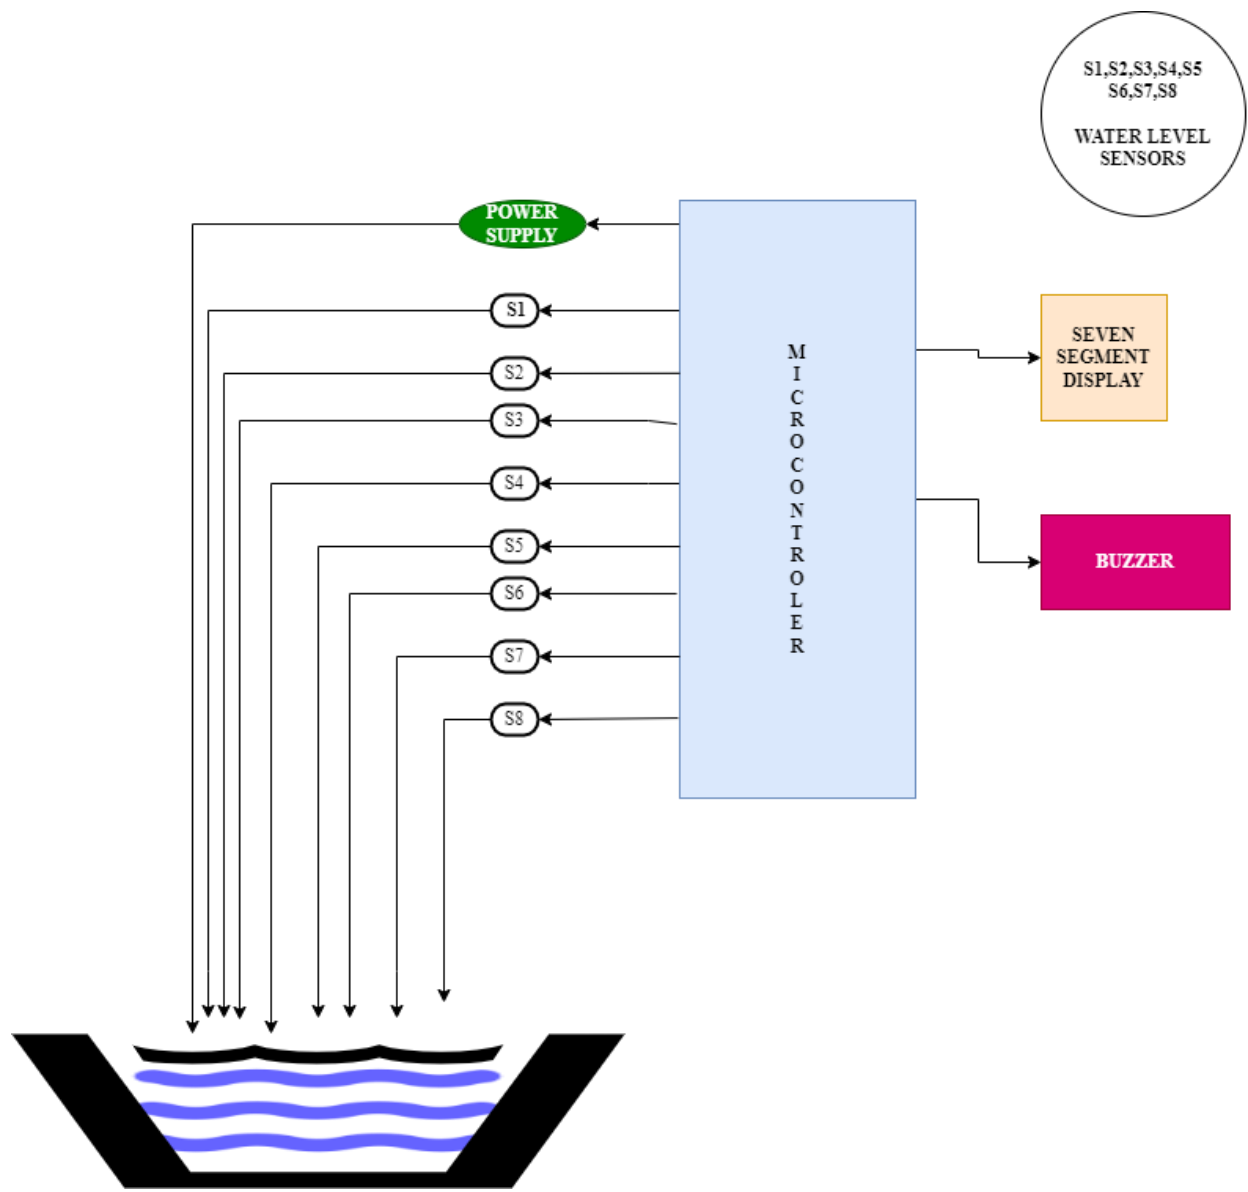 S1,S2,S3,S4,S5
S6,S7,S8
WATER LEVEL
SENSORS
POWER
SUPPLY
S1
S2
S3
S4
S5
S6
S7
S8
M
I
C
R
O
C
O
N
T
R
O
L
E
R
SEVEN
SEGMENT
DISPLAY
BUZZER